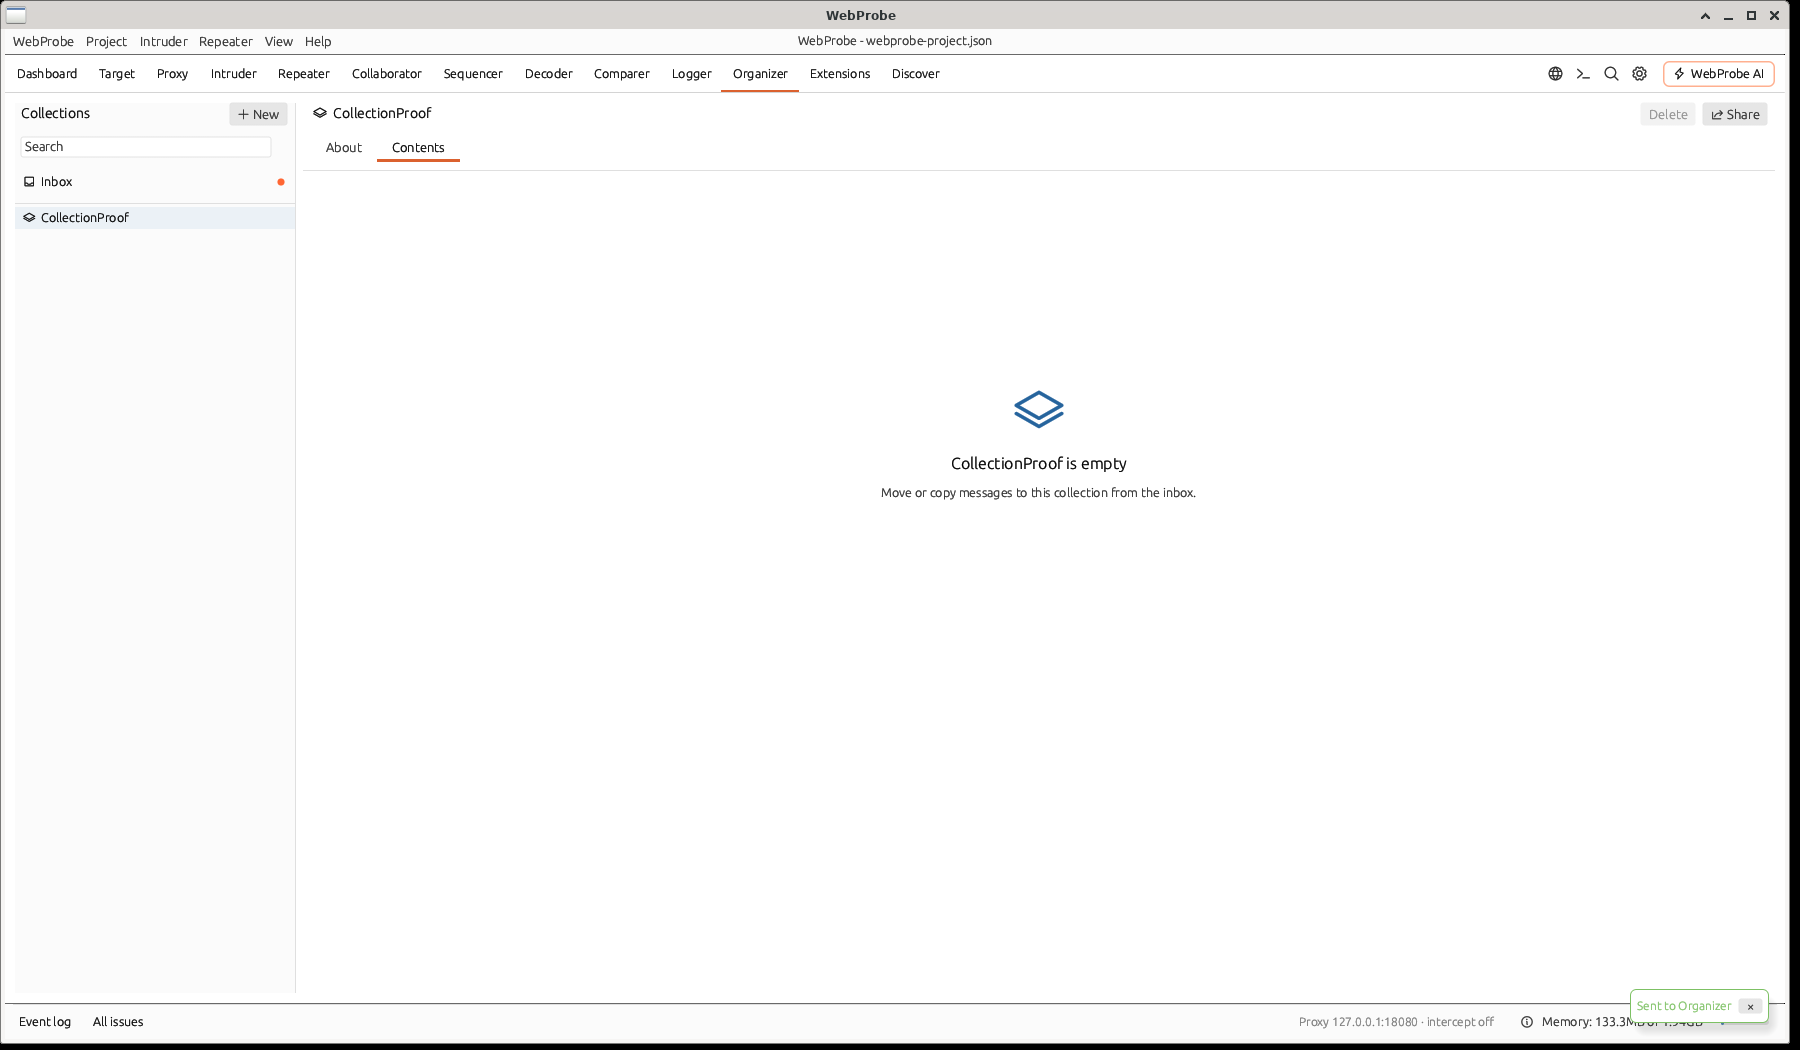 WebProbe
WebProbe Project Intruder Repeater View Help
WebProbe - webprobe-project.json
Dashboard Target Proxy Intruder Repeater Collaborator Sequencer Decoder Comparer Logger Organizer Extensions Discover
WebProbe AI
Collections
+ New
Search
Inbox
CollectionProof
CollectionProof
Delete
Share
About Contents
CollectionProof is empty
Move or copy messages to this collection from the inbox.
Sent to Organizer
Event log All issues
Proxy 127.0.0.1:18080 · intercept off
Memory: 133.3M